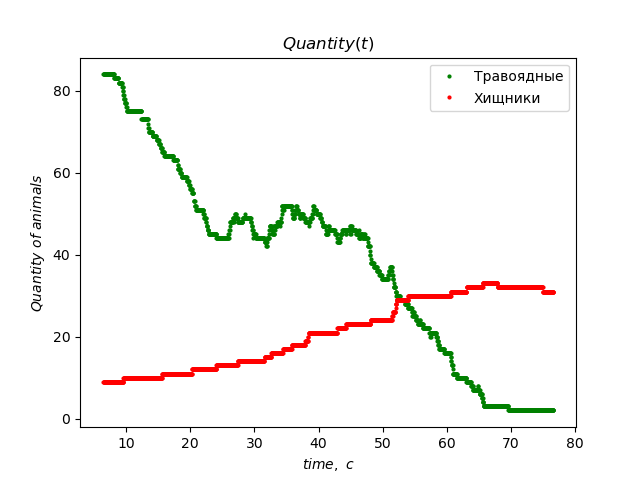 Quantity(t)
Травоядные
Хищники
80
60
40
20
0
Quantity of animals
10 20 30 40 50 60 70 80
time, c